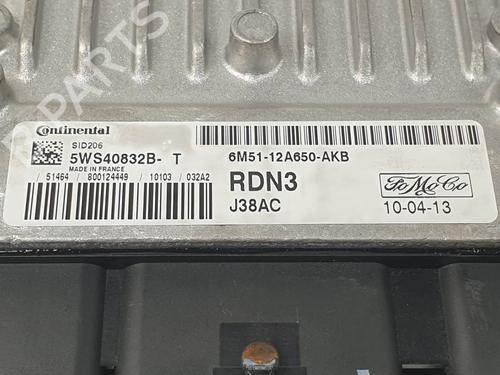 Continental
SID206
5WS40832B- T
MADE IN FRANCE
/ 51464 / 800124449 / 10103 / 032A2
6M51-12A650-AKB
RDN3
J38AC
FoMoCo
10-04-13
PARTS